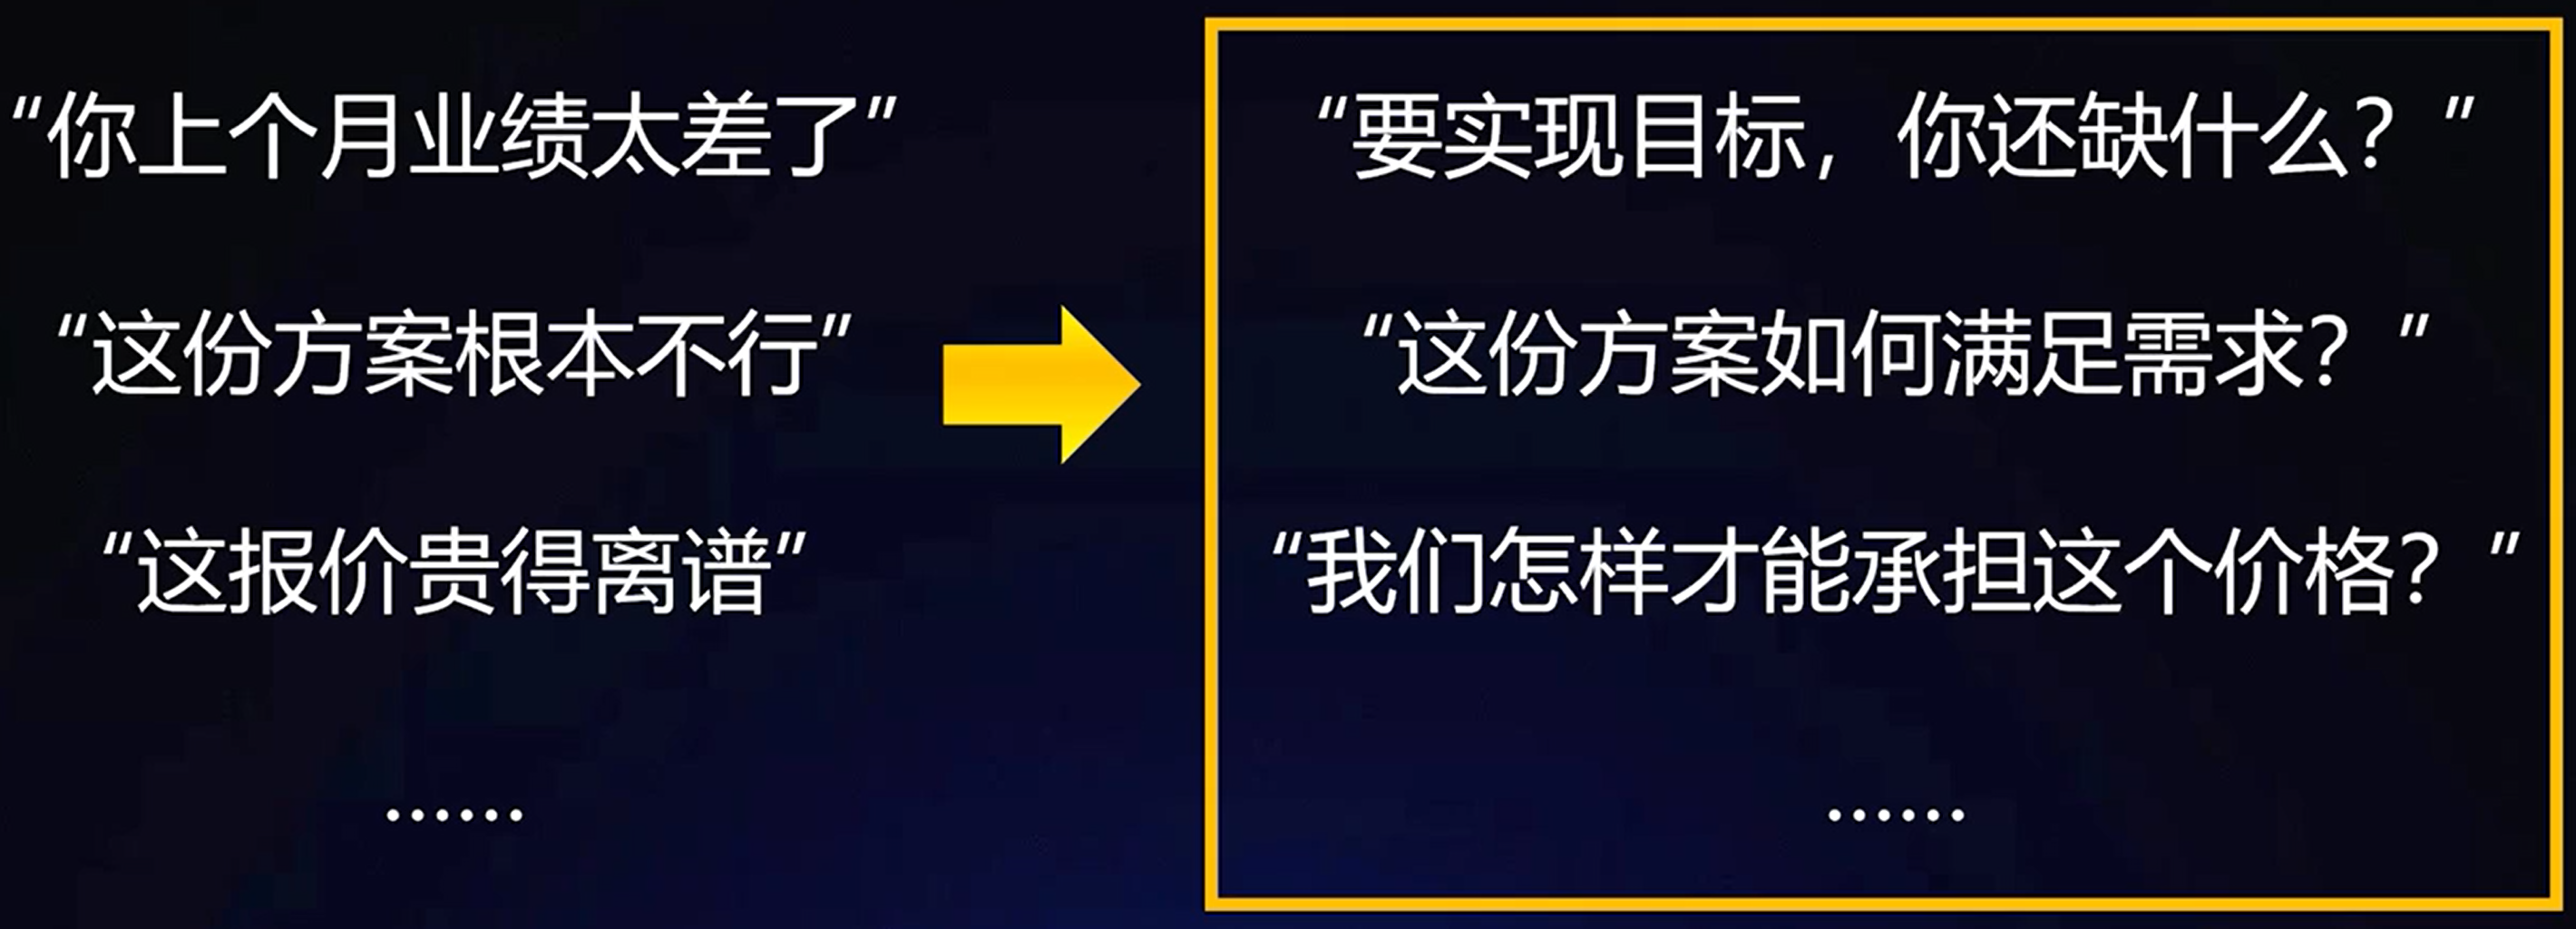 “你上个月业绩太差了”
“这份方案根本不行”
“这报价贵得离谱”
……
“要实现目标，你还缺什么？”
“这份方案如何满足需求？”
“我们怎样才能承担这个价格？”
……